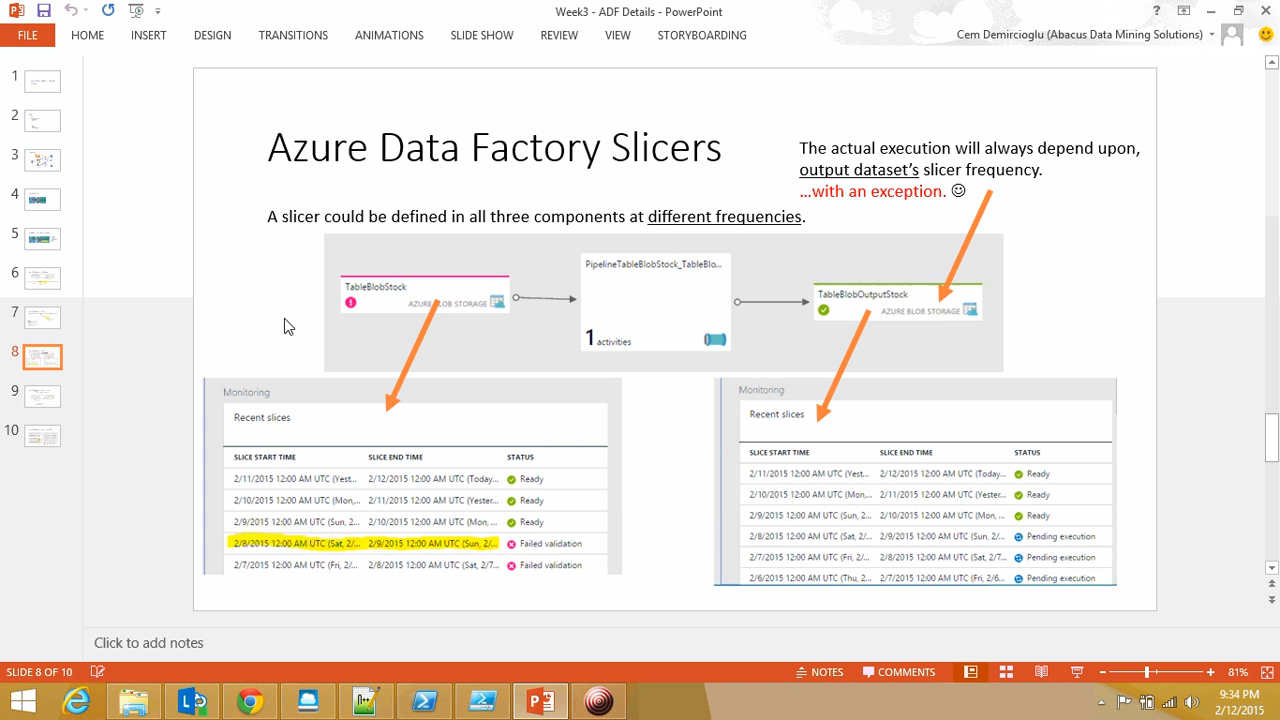 Week3 - ADF Details - PowerPoint
?
FILE
HOME
INSERT
DESIGN
TRANSITIONS
ANIMATIONS
SLIDE SHOW
REVIEW
VIEW
STORYBOARDING
Cem Demircioglu (Abacus Data Mining Solutions)
1
2
3
4
5
6
7
8
9
10
Azure Data Factory Slicers
The actual execution will always depend upon,
output dataset's slicer frequency.
...with an exception. ☺
A slicer could be defined in all three components at different frequencies.
TableBlobStock
AZURE BLOB STORAGE
PipelineTableBlobStock_TableBlo...
1 activities
TableBlobOutputStock
AZURE BLOB STORAGE
Monitoring
Recent slices
SLICE START TIME SLICE END TIME STATUS
2/11/2015 12:00 AM UTC (Yest... 2/12/2015 12:00 AM UTC (Today... Ready
2/10/2015 12:00 AM UTC (Mon,... 2/11/2015 12:00 AM UTC (Yester... Ready
2/9/2015 12:00 AM UTC (Sun, 2... 2/10/2015 12:00 AM UTC (Mon, ... Ready
2/8/2015 12:00 AM UTC (Sat, 2/... 2/9/2015 12:00 AM UTC (Sun, 2/... Failed validation
2/7/2015 12:00 AM UTC (Fri, 2/... 2/8/2015 12:00 AM UTC (Sat, 2/7... Failed validation
Monitoring
Recent slices
SLICE START TIME SLICE END TIME STATUS
2/11/2015 12:00 AM UTC (Yest... 2/12/2015 12:00 AM UTC (Today... Ready
2/10/2015 12:00 AM UTC (Mon,... 2/11/2015 12:00 AM UTC (Yester... Ready
2/9/2015 12:00 AM UTC (Sun, 2... 2/10/2015 12:00 AM UTC (Mon, ... Ready
2/8/2015 12:00 AM UTC (Sat, 2/... 2/9/2015 12:00 AM UTC (Sun, 2/... Pending execution
2/7/2015 12:00 AM UTC (Fri, 2/... 2/8/2015 12:00 AM UTC (Sat, 2/7... Pending execution
2/6/2015 12:00 AM UTC (Thu, 2... 2/7/2015 12:00 AM UTC (Fri, 2/6... Pending execution
Click to add notes
SLIDE 8 OF 10
NOTES
COMMENTS
81%
9:34 PM
2/12/2015